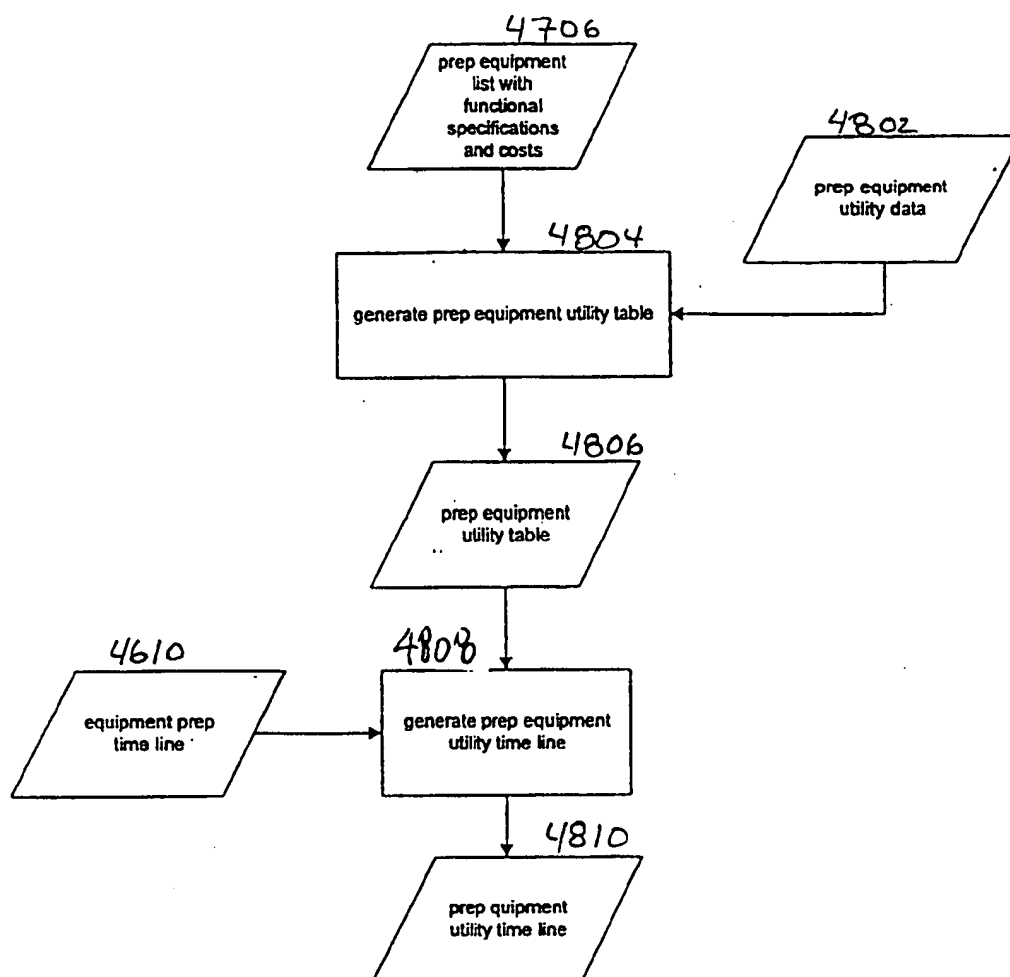 4706
prep equipment
list with
functional
specifications
and costs
4802
prep equipment
utility data
4804
generate prep equipment utility table
4806
prep equipment
utility table
4610
equipment prep
time line
4808
generate prep equipment
utility time line
4810
prep quipment
utility time line